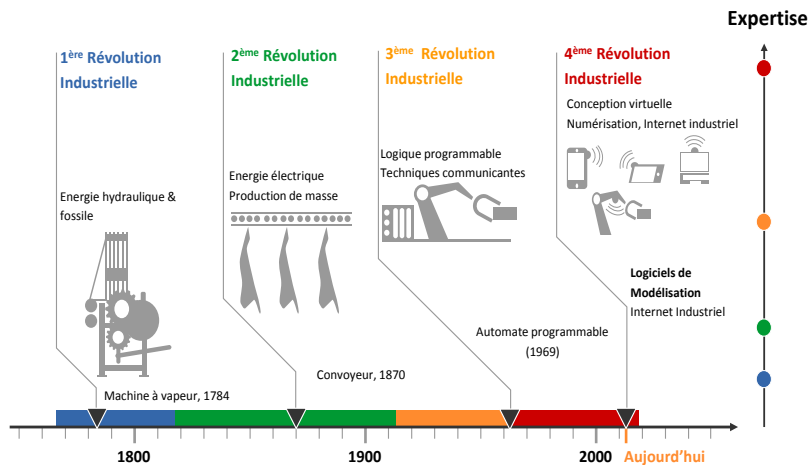 Expertise
1ère Révolution
Industrielle
2ème Révolution
Industrielle
3ème Révolution
Industrielle
4ème Révolution
Industrielle
Conception virtuelle
Numérisation, Internet industriel
Logique programmable
Techniques communicantes
Energie électrique
Production de masse
Energie hydraulique &
fossile
Logiciels de
Modélisation
Internet Industriel
Automate programmable
(1969)
Convoyeur, 1870
Machine à vapeur, 1784
1800
1900
2000
Aujourd'hui